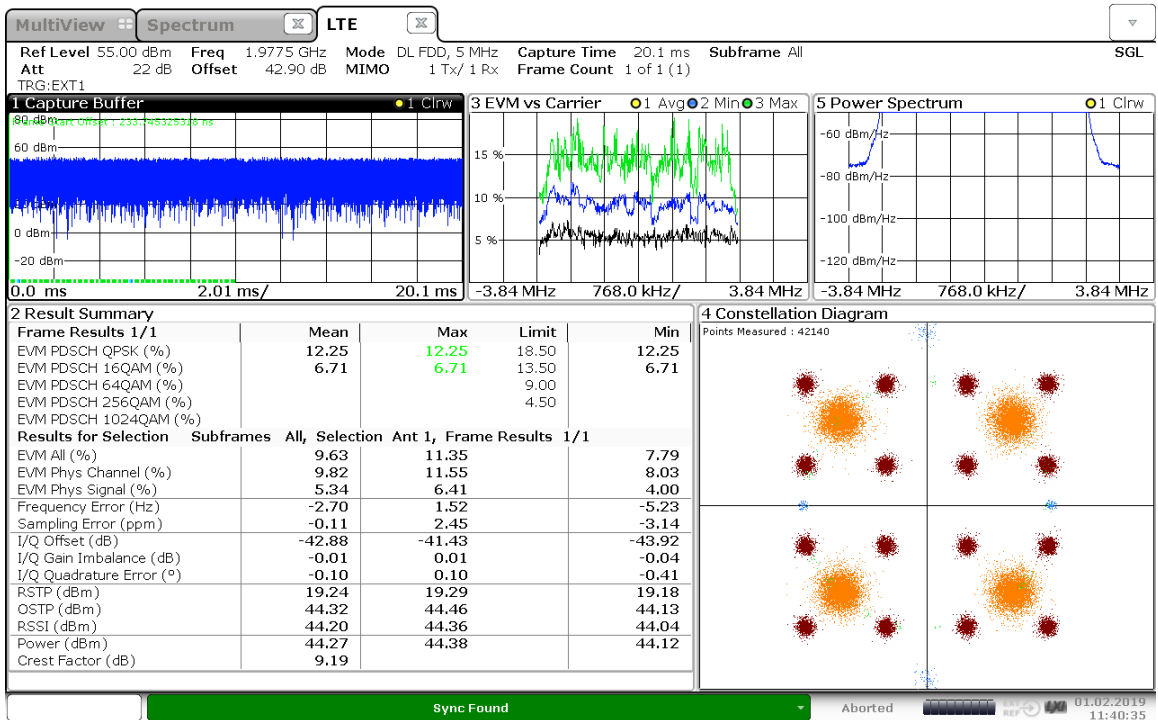 MultiView Spectrum LTE
Ref Level 55.00 dBm Freq 1.9775 GHz Mode DL FDD, 5 MHz Capture Time 20.1 ms Subframe All SGL
Att 22 dB Offset 42.90 dB MIMO 1 Tx/ 1 Rx Frame Count 1 of 1 (1)
TRG:EXT1
1 Capture Buffer 1 Clrw
80 dBm
60 dBm
0 dBm
-20 dBm
0.0 ms 2.01 ms/ 20.1 ms
3 EVM vs Carrier 1 Avg 2 Min 3 Max
15 %
10 %
5 %
-3.84 MHz 768.0 kHz/ 3.84 MHz
5 Power Spectrum 1 Clrw
-60 dBm/Hz
-80 dBm/Hz
-100 dBm/Hz
-120 dBm/Hz
-3.84 MHz 768.0 kHz/ 3.84 MHz
2 Result Summary
Frame Results 1/1 Mean Max Limit Min
EVM PDSCH QPSK (%) 12.25 12.25 18.50 12.25
EVM PDSCH 16QAM (%) 6.71 6.71 13.50 6.71
EVM PDSCH 64QAM (%) 9.00
EVM PDSCH 256QAM (%) 4.50
EVM PDSCH 1024QAM (%)
Results for Selection Subframes All, Selection Ant 1, Frame Results 1/1
EVM All (%) 9.63 11.35 7.79
EVM Phys Channel (%) 9.82 11.55 8.03
EVM Phys Signal (%) 5.34 6.41 4.00
Frequency Error (Hz) -2.70 1.52 -5.23
Sampling Error (ppm) -0.11 2.45 -3.14
I/Q Offset (dB) -42.88 -41.43 -43.92
I/Q Gain Imbalance (dB) -0.01 0.01 -0.04
I/Q Quadrature Error (°) -0.10 0.10 -0.41
RSTP (dBm) 19.24 19.29 19.18
OSTP (dBm) 44.32 44.46 44.13
RSSI (dBm) 44.20 44.36 44.04
Power (dBm) 44.27 44.38 44.12
Crest Factor (dB) 9.19
4 Constellation Diagram
Points Measured : 42140
Sync Found Aborted EXT REF LXI 01.02.2019
11:40:35